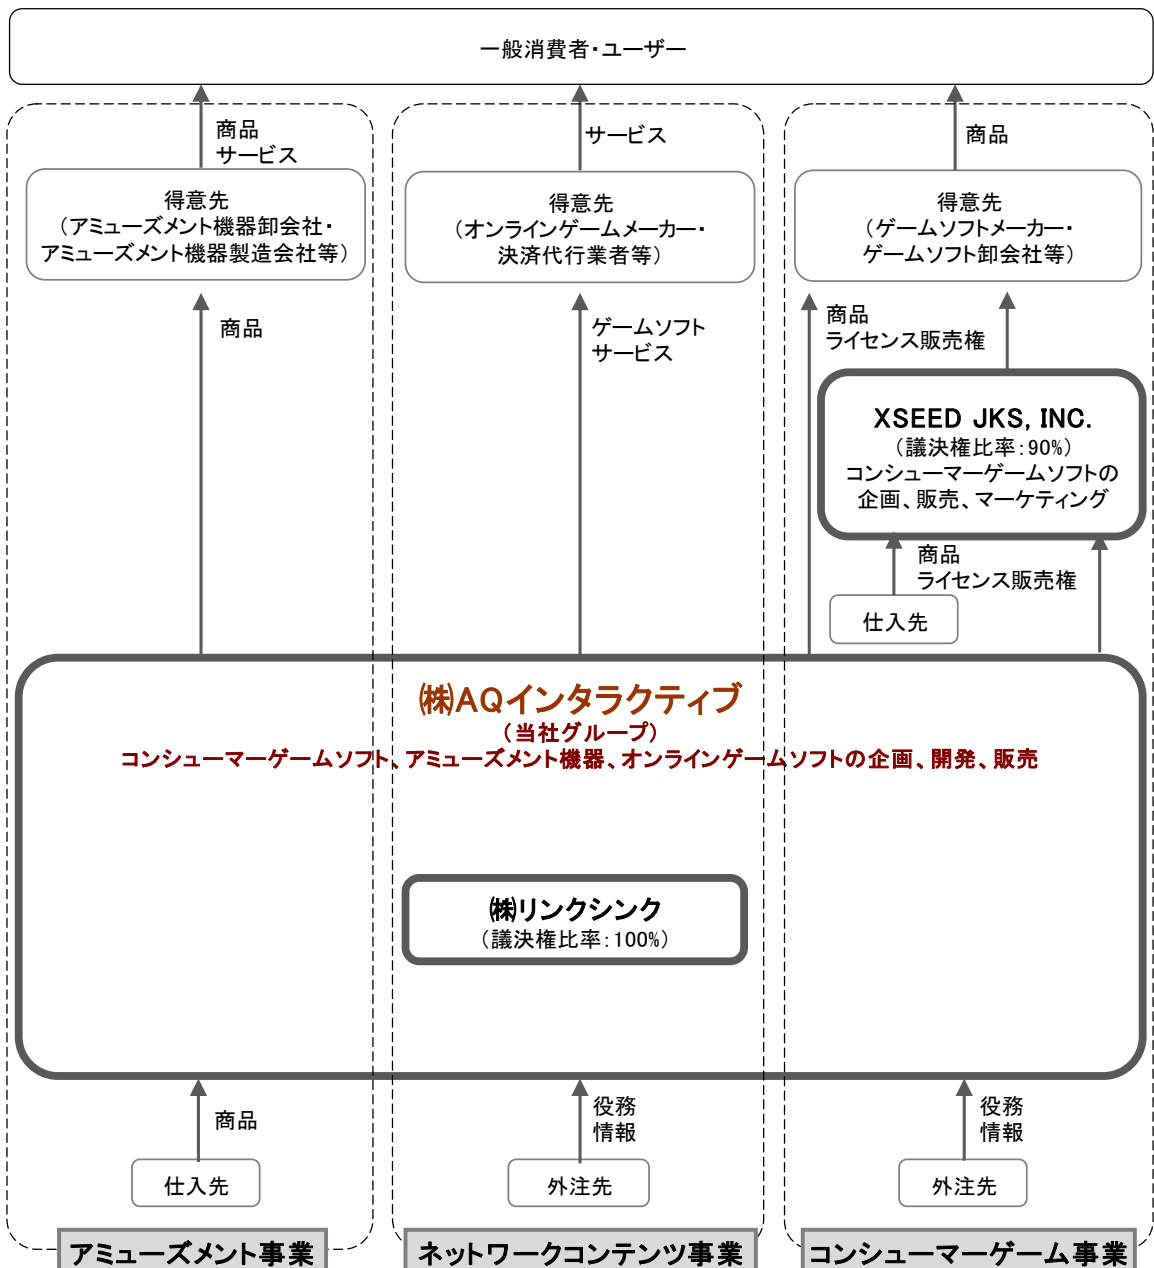 一般消費者・ユーザー
商品
サービス
サービス
商品
得意先
（アミューズメント機器卸会社・
アミューズメント機器製造会社等）
得意先
（オンラインゲームメーカー・
決済代行業者等）
得意先
（ゲームソフトメーカー・
ゲームソフト卸会社等）
商品
ゲームソフト
サービス
商品
ライセンス販売権
XSEED JKS, INC.
（議決権比率：90%）
コンシューマーゲームソフトの
企画、販売、マーケティング
商品
ライセンス販売権
仕入先
㈱AQインタラクティブ
（当社グループ）
コンシューマーゲームソフト、アミューズメント機器、オンラインゲームソフトの企画、開発、販売
㈱リンクシンク
（議決権比率：100%）
商品
役務
情報
役務
情報
仕入先
外注先
外注先
アミューズメント事業
ネットワークコンテンツ事業
コンシューマーゲーム事業